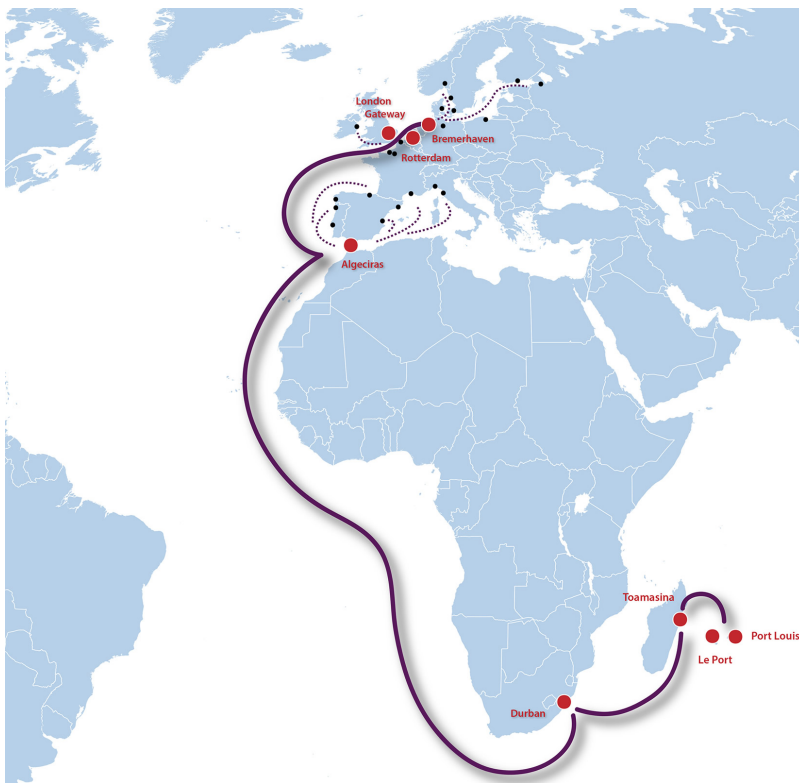 London
Gateway
Bremerhaven
Rotterdam
Algeciras
Toamasina
Port Louis
Le Port
Durban